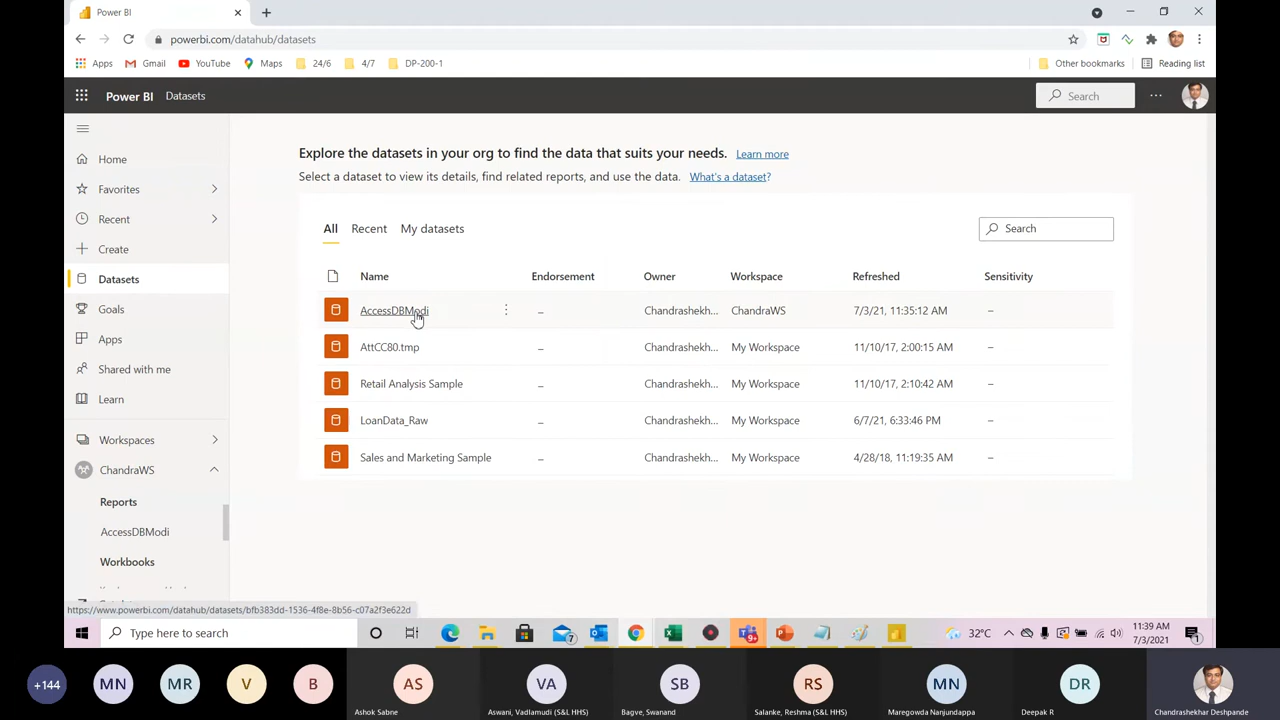 Power BI
powerbi.com/datahub/datasets
Apps Gmail YouTube Maps 24/6 4/7 DP-200-1 Other bookmarks Reading list
Power BI Datasets Search
Home
Favorites
Recent
Create
Datasets
Goals
Apps
Shared with me
Learn
Workspaces
ChandraWS
Reports
AccessDBModi
Workbooks
Explore the datasets in your org to find the data that suits your needs. Learn more
Select a dataset to view its details, find related reports, and use the data. What's a dataset?
All Recent My datasets Search
Name Endorsement Owner Workspace Refreshed Sensitivity
AccessDBModi – Chandrashekh... ChandraWS 7/3/21, 11:35:12 AM –
AttCC80.tmp – Chandrashekh... My Workspace 11/10/17, 2:00:15 AM –
Retail Analysis Sample – Chandrashekh... My Workspace 11/10/17, 2:10:42 AM –
LoanData_Raw – Chandrashekh... My Workspace 6/7/21, 6:33:46 PM –
Sales and Marketing Sample – Chandrashekh... My Workspace 4/28/18, 11:19:35 AM –
https://www.powerbi.com/datahub/datasets/bfb383dd-1536-4f8e-8b56-c07a2f3e622d
Type here to search 7 9+ 32°C 11:39 AM
7/3/2021 1
+144 MN MR V B AS VA SB RS MN DR
Ashok Sabne Aswani, Vadlamudi (S&L HHS) Bagve, Swanand Salanke, Reshma (S&L HHS) Maregowda Nanjundappa Deepak R Chandrashekhar Deshpande